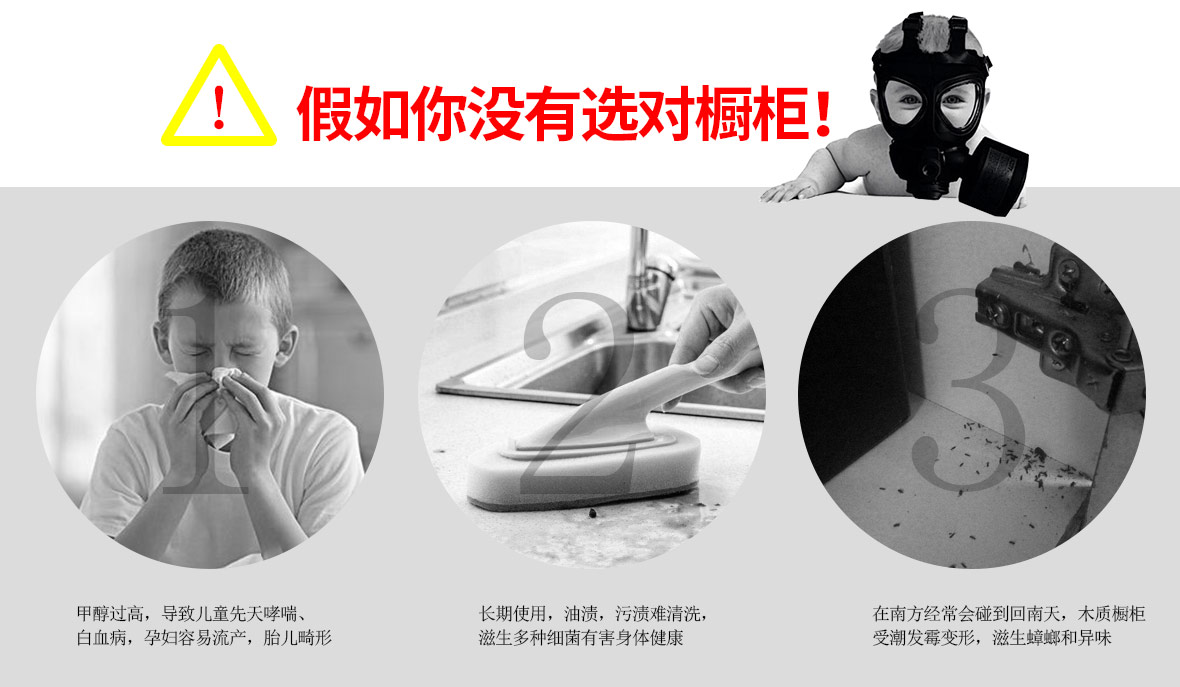 !
假如你没有选对橱柜！
1
2
3
甲醇过高，导致儿童先天哮喘、
白血病，孕妇容易流产，胎儿畸形
长期使用，油渍，污渍难清洗，
滋生多种细菌有害身体健康
在南方经常会碰到回南天，木质橱柜
受潮发霉变形，滋生蟑螂和异味